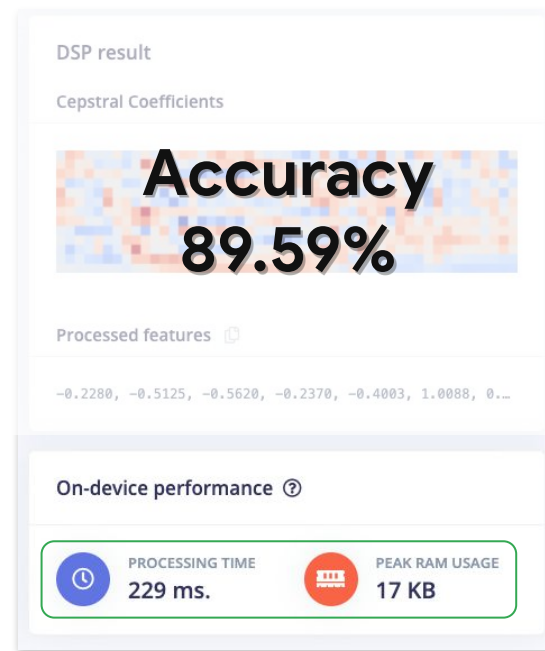 DSP result
Cepstral Coefficients
Accuracy
89.59%
Processed features
-0.2280, -0.5125, -0.5620, -0.2370, -0.4003, 1.0088, 0.…
On-device performance
PROCESSING TIME
229 ms.
PEAK RAM USAGE
17 KB